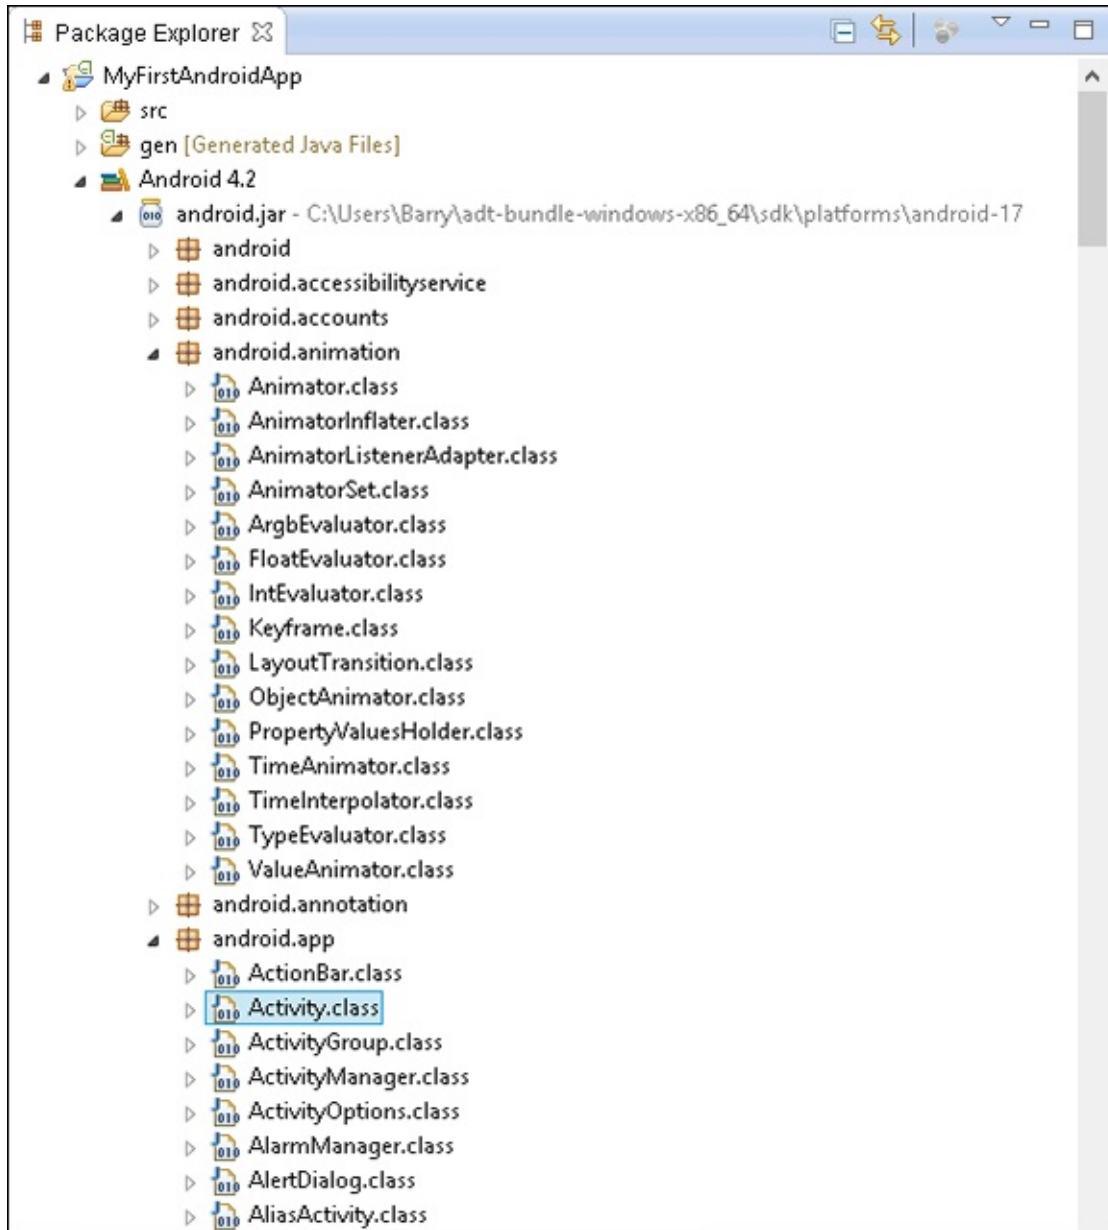 Package Explorer
MyFirstAndroidApp
src
gen [Generated Java Files]
Android 4.2
android.jar - C:\Users\Barry\adt-bundle-windows-x86_64\sdk\platforms\android-17
android
android.accessibilityservice
android.accounts
android.animation
Animator.class
AnimatorInflater.class
AnimatorListenerAdapter.class
AnimatorSet.class
ArgbEvaluator.class
FloatEvaluator.class
IntEvaluator.class
Keyframe.class
LayoutTransition.class
ObjectAnimator.class
PropertyValuesHolder.class
TimeAnimator.class
TimeInterpolator.class
TypeEvaluator.class
ValueAnimator.class
android.annotation
android.app
ActionBar.class
Activity.class
ActivityGroup.class
ActivityManager.class
ActivityOptions.class
AlarmManager.class
AlertDialog.class
AliasActivity.class